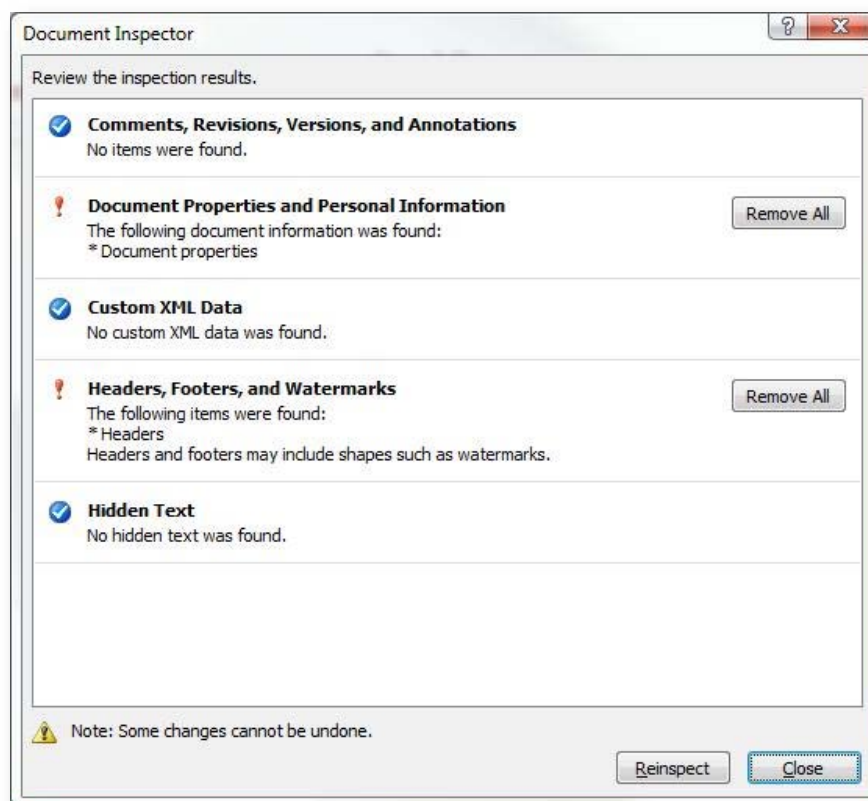 Document Inspector
Review the inspection results.
Comments, Revisions, Versions, and Annotations
No items were found.
Document Properties and Personal Information
Remove All
The following document information was found:
* Document properties
Custom XML Data
No custom XML data was found.
Headers, Footers, and Watermarks
Remove All
The following items were found:
* Headers
Headers and footers may include shapes such as watermarks.
Hidden Text
No hidden text was found.
Note: Some changes cannot be undone.
Reinspect Close